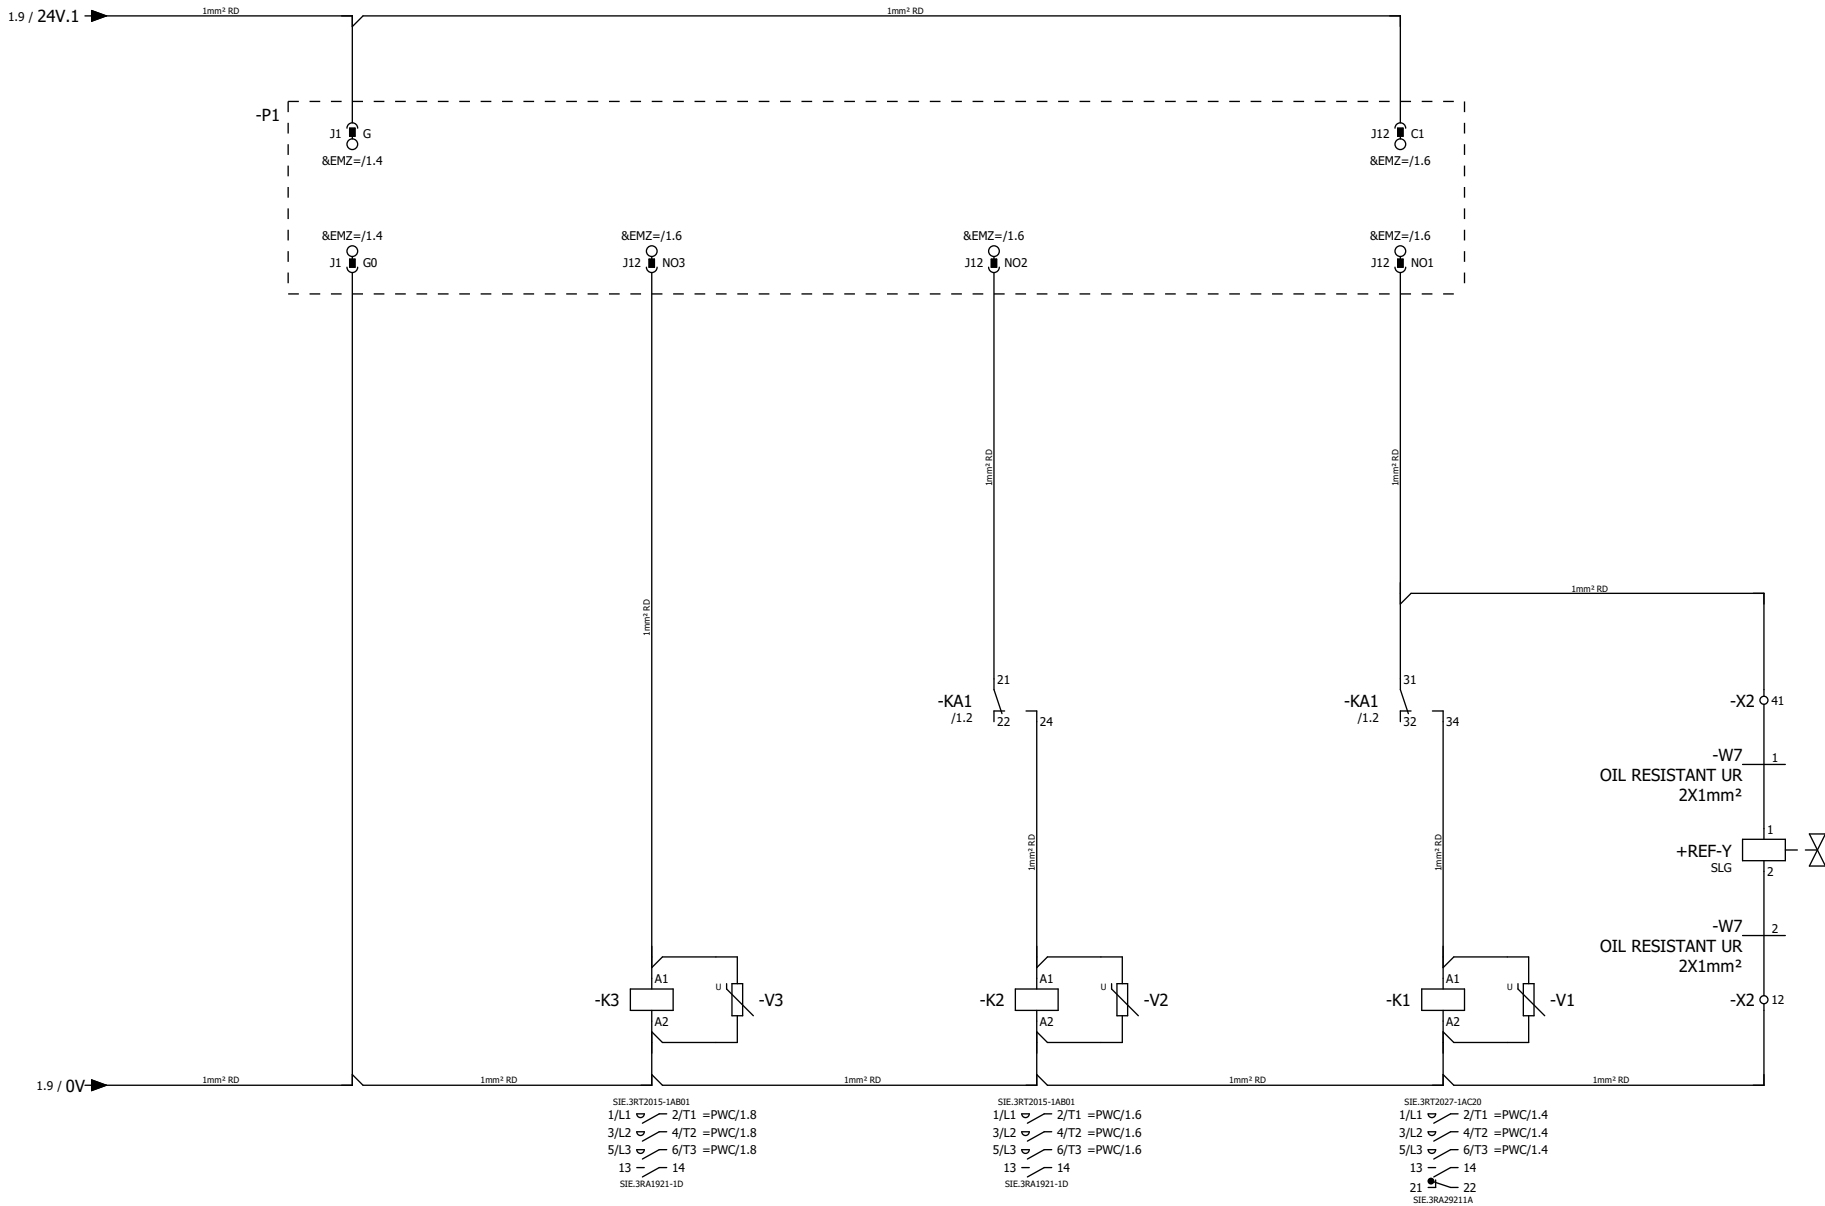 1.9 / 24V.1
1mm² RD
1mm² RD
-P1
J1 G
&EMZ=/1.4
J12 C1
&EMZ=/1.6
&EMZ=/1.4
J1 G0
&EMZ=/1.6
J12 NO3
&EMZ=/1.6
J12 NO2
&EMZ=/1.6
J12 NO1
1mm² RD
1mm² RD
1mm² RD
1mm² RD
-KA1
/1.2
21
22
24
-KA1
/1.2
31
32
34
-X2 41
-W7 1
OIL RESISTANT UR
2X1mm²
1mm² RD
1mm² RD
+REF-Y
SLG
1
2
-W7 2
OIL RESISTANT UR
2X1mm²
-X2 12
-K3
A1
A2
U
-V3
-K2
A1
A2
U
-V2
-K1
A1
A2
U
-V1
1.9 / 0V
1mm² RD
1mm² RD
1mm² RD
1mm² RD
1mm² RD
SIE.3RT2015-1AB01
1/L1 2/T1 =PWC/1.8
3/L2 4/T2 =PWC/1.8
5/L3 6/T3 =PWC/1.8
13 14
SIE.3RA1921-1D
SIE.3RT2015-1AB01
1/L1 2/T1 =PWC/1.6
3/L2 4/T2 =PWC/1.6
5/L3 6/T3 =PWC/1.6
13 14
SIE.3RA1921-1D
SIE.3RT2027-1AC20
1/L1 2/T1 =PWC/1.4
3/L2 4/T2 =PWC/1.4
5/L3 6/T3 =PWC/1.4
13 14
21 22
SIE.3RA29211A